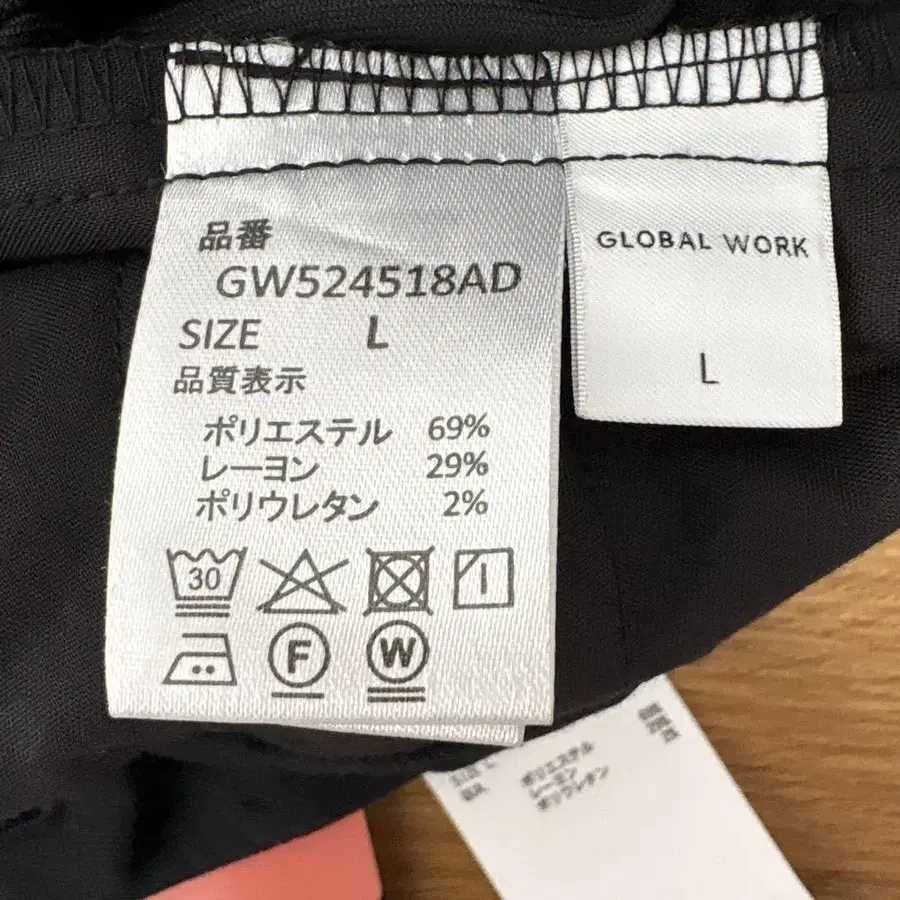 品番
GW524518AD
SIZE L
品質表示
ポリエステル 69%
レーヨン 29%
ポリウレタン 2%
30
F
W
GLOBAL WORK
L
ポリエステル
レーヨン
ポリウレタン